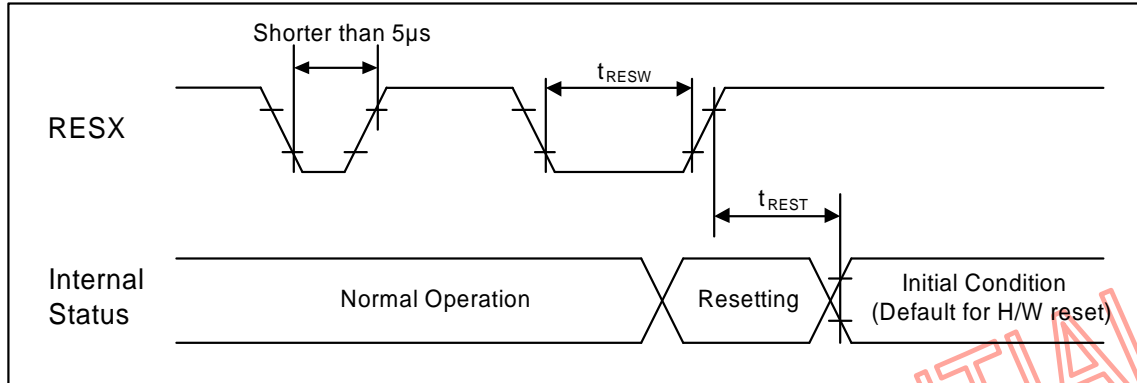 Shorter than 5µs
tRESW
RESX
tREST
Internal
Status
Normal Operation
Resetting
Initial Condition
(Default for H/W reset)